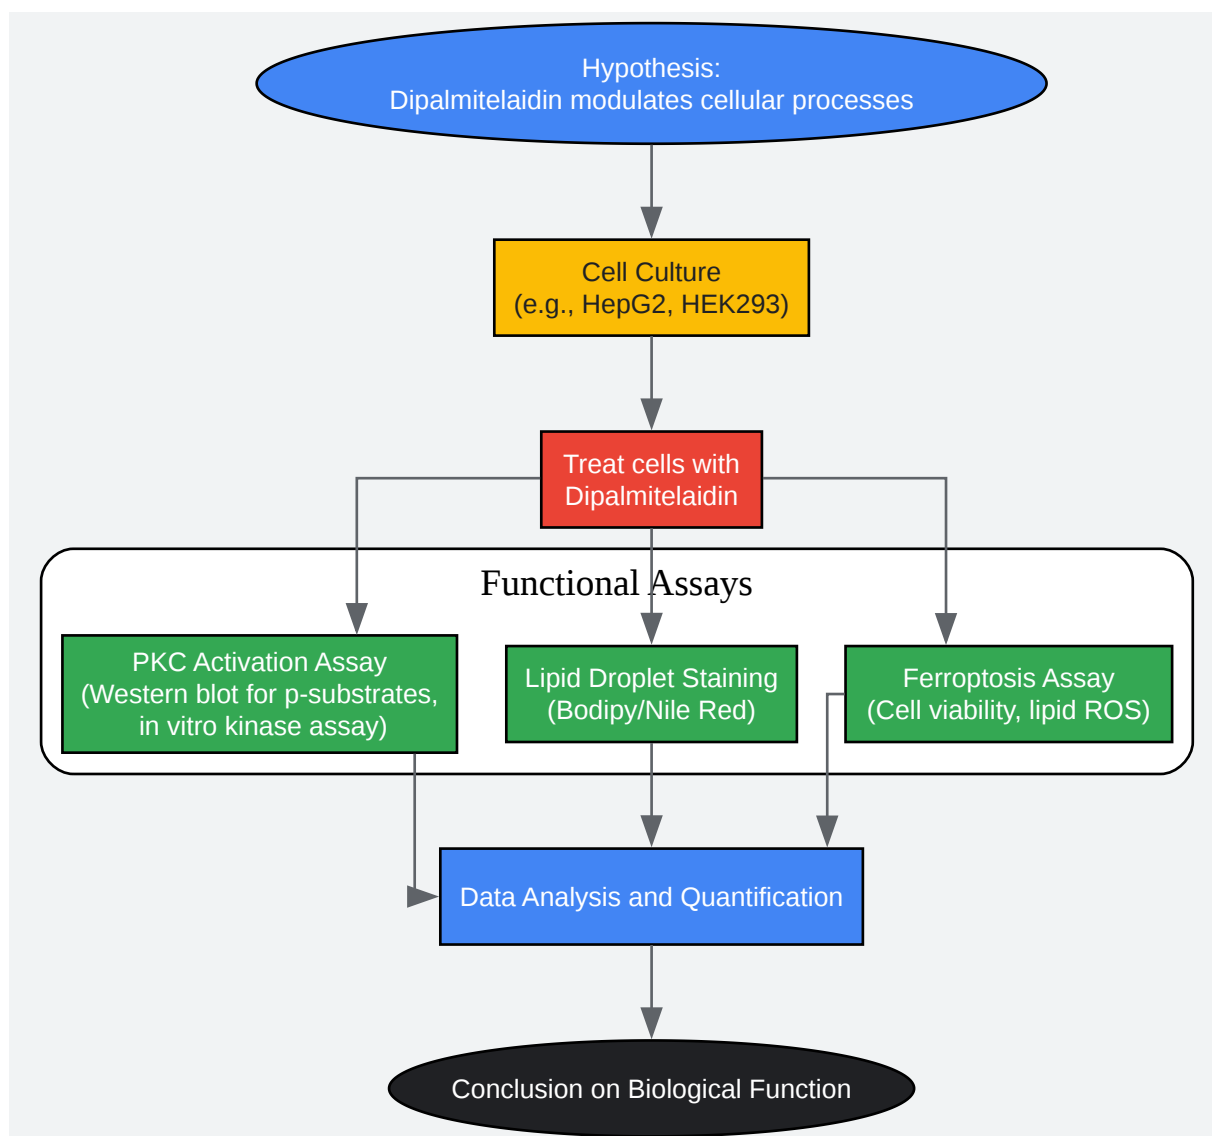 Hypothesis:
Dipalmitelaidin modulates cellular processes
Cell Culture
(e.g., HepG2, HEK293)
Treat cells with
Dipalmitelaidin
Functional Assays
PKC Activation Assay
(Western blot for p-substrates,
in vitro kinase assay)
Lipid Droplet Staining
(Bodipy/Nile Red)
Ferroptosis Assay
(Cell viability, lipid ROS)
Data Analysis and Quantification
Conclusion on Biological Function